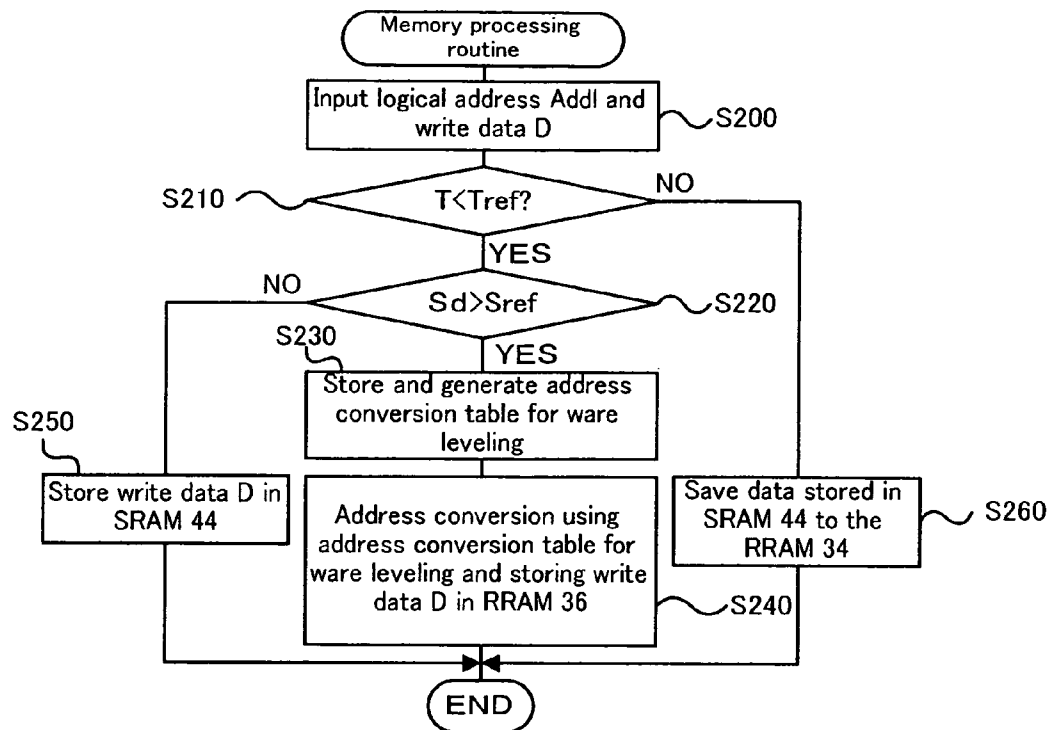 Memory processing
routine
Input logical address Addl and
write data D
S200
S210
T<Tref?
NO
YES
NO
Sd>Sref
S220
S230
YES
Store and generate address
conversion table for ware
leveling
S250
Store write data D in
SRAM 44
Address conversion using
address conversion table for
ware leveling and storing write
data D in RRAM 36
S240
Save data stored in
SRAM 44 to the
RRAM 34
S260
END